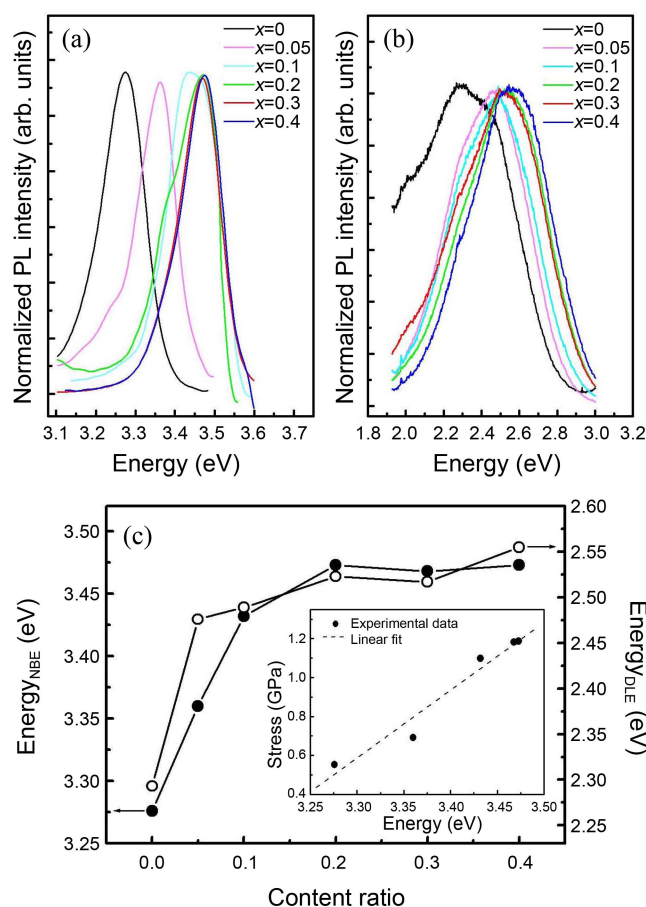 (a)
x=0
x=0.05
x=0.1
x=0.2
x=0.3
x=0.4
Normalized PL intensity (arb. units)
3.1 3.2 3.3 3.4 3.5 3.6 3.7
Energy (eV)
(b)
x=0
x=0.05
x=0.1
x=0.2
x=0.3
x=0.4
Normalized PL intensity (arb. units)
1.8 2.0 2.2 2.4 2.6 2.8 3.0 3.2
Energy (eV)
(c)
3.50
3.45
3.40
3.35
3.30
3.25
Energy_NBE (eV)
2.60
2.55
2.50
2.45
2.40
2.35
2.30
2.25
Energy_DLE (eV)
Experimental data
Linear fit
1.2
1.0
0.8
0.6
0.4
Stress (GPa)
3.25 3.30 3.35 3.40 3.45 3.50
Energy (eV)
0.0 0.1 0.2 0.3 0.4
Content ratio